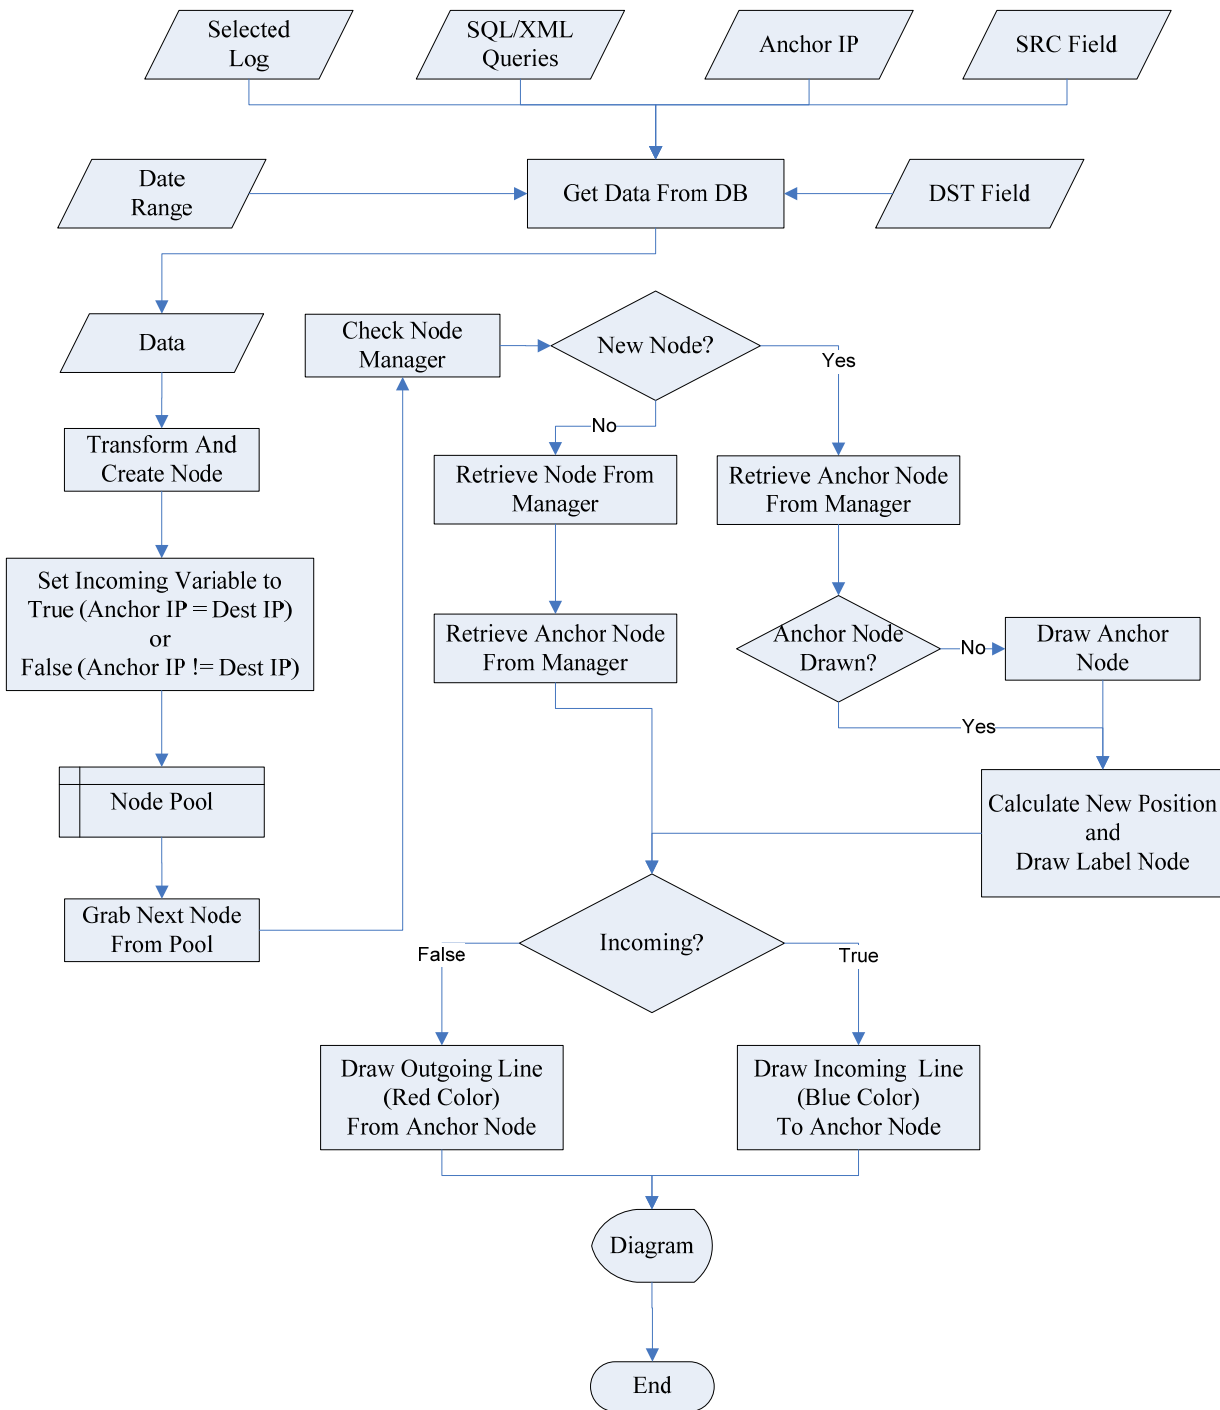 Selected
Log
SQL/XML
Queries
Anchor IP
SRC Field
Date
Range
Get Data From DB
DST Field
Data
Check Node
Manager
New Node?
Yes
No
Transform And
Create Node
Retrieve Node From
Manager
Retrieve Anchor Node
From Manager
Set Incoming Variable to
True (Anchor IP = Dest IP)
or
False (Anchor IP != Dest IP)
Retrieve Anchor Node
From Manager
Anchor Node
Drawn?
No
Draw Anchor
Node
Yes
Node Pool
Calculate New Position
and
Draw Label Node
Grab Next Node
From Pool
Incoming?
False
True
Draw Outgoing Line
(Red Color)
From Anchor Node
Draw Incoming  Line
(Blue Color)
To Anchor Node
Diagram
End